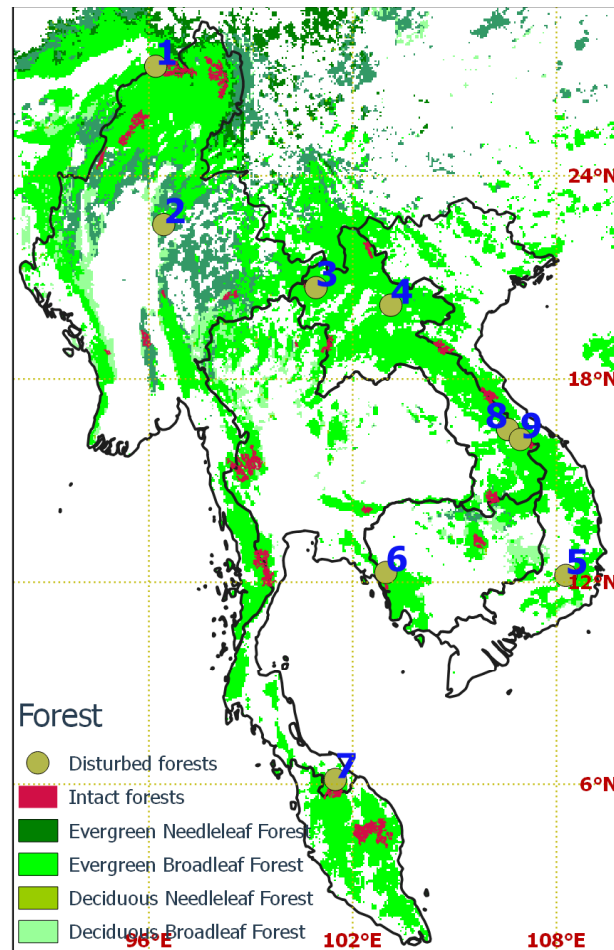 1
24°N
2
3
4
18°N
8
9
6
5
12°N
Forest
7
Disturbed forests
6°N
Intact forests
Evergreen Needleleaf Forest
Evergreen Broadleaf Forest
Deciduous Needleleaf Forest
Deciduous Broadleaf Forest
96°E
102°E
108°E